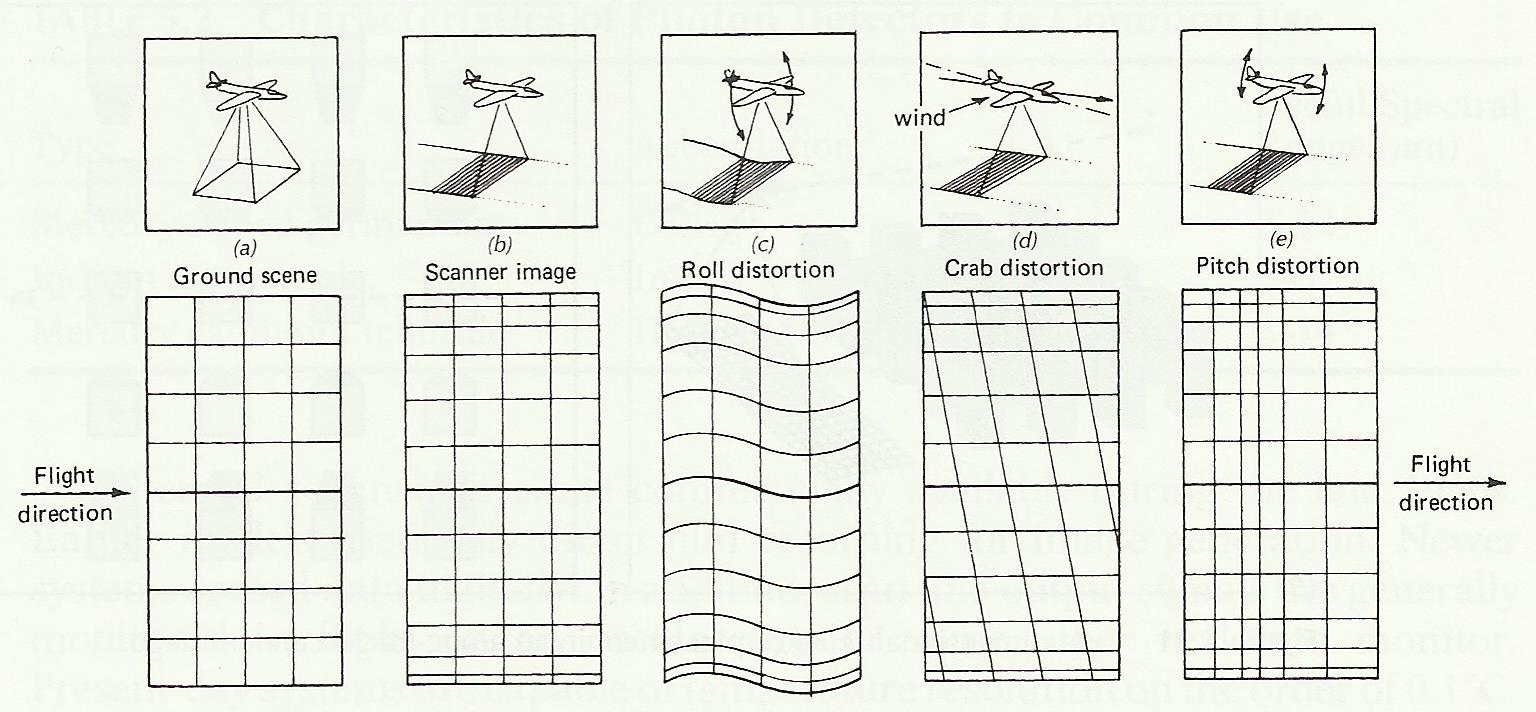 wind
(a) (b) (c) (d) (e)
Ground scene Scanner image Roll distortion Crab distortion Pitch distortion
Flight
direction
Flight
direction